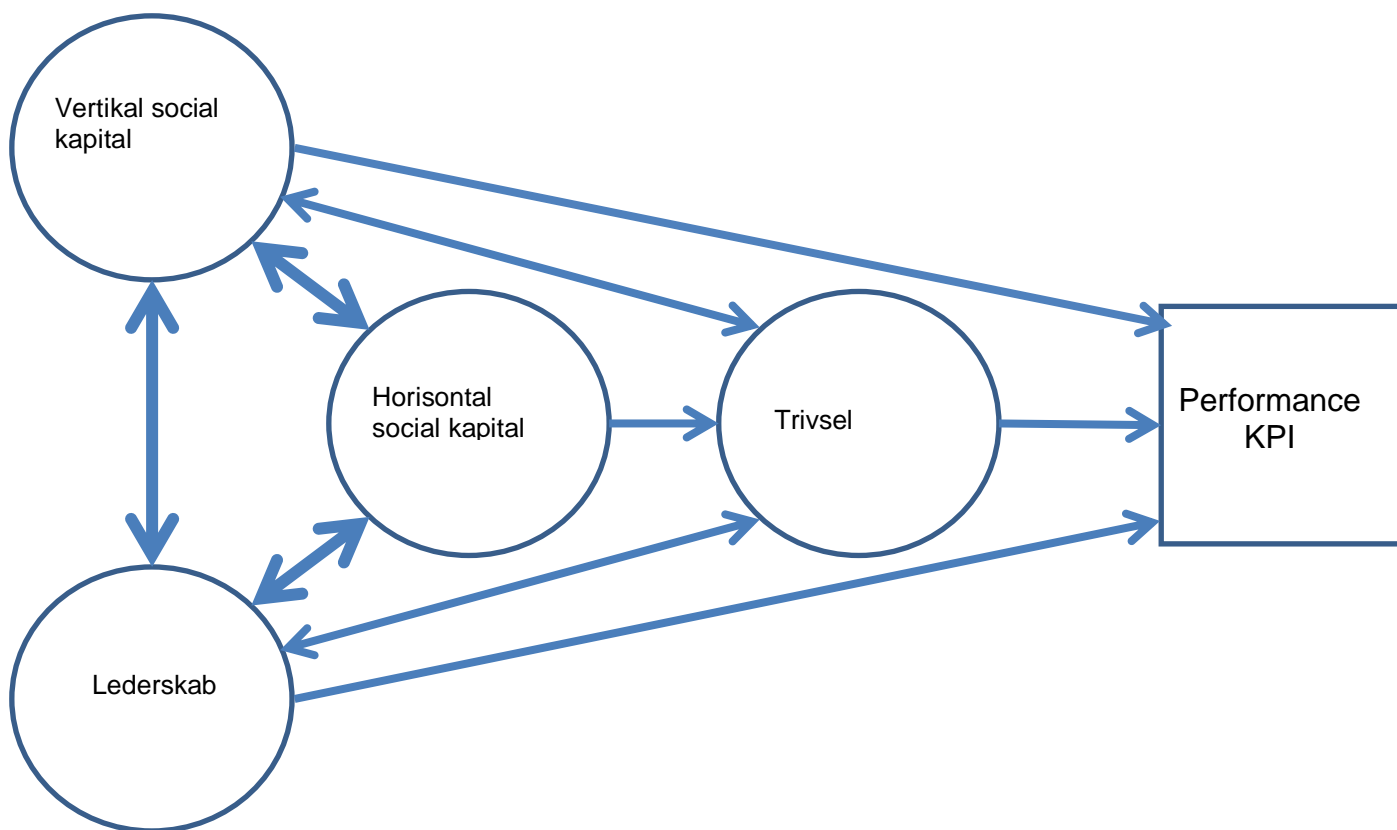 Vertikal social
kapital
Horisontal
social kapital
Trivsel
Performance
KPI
Lederskab